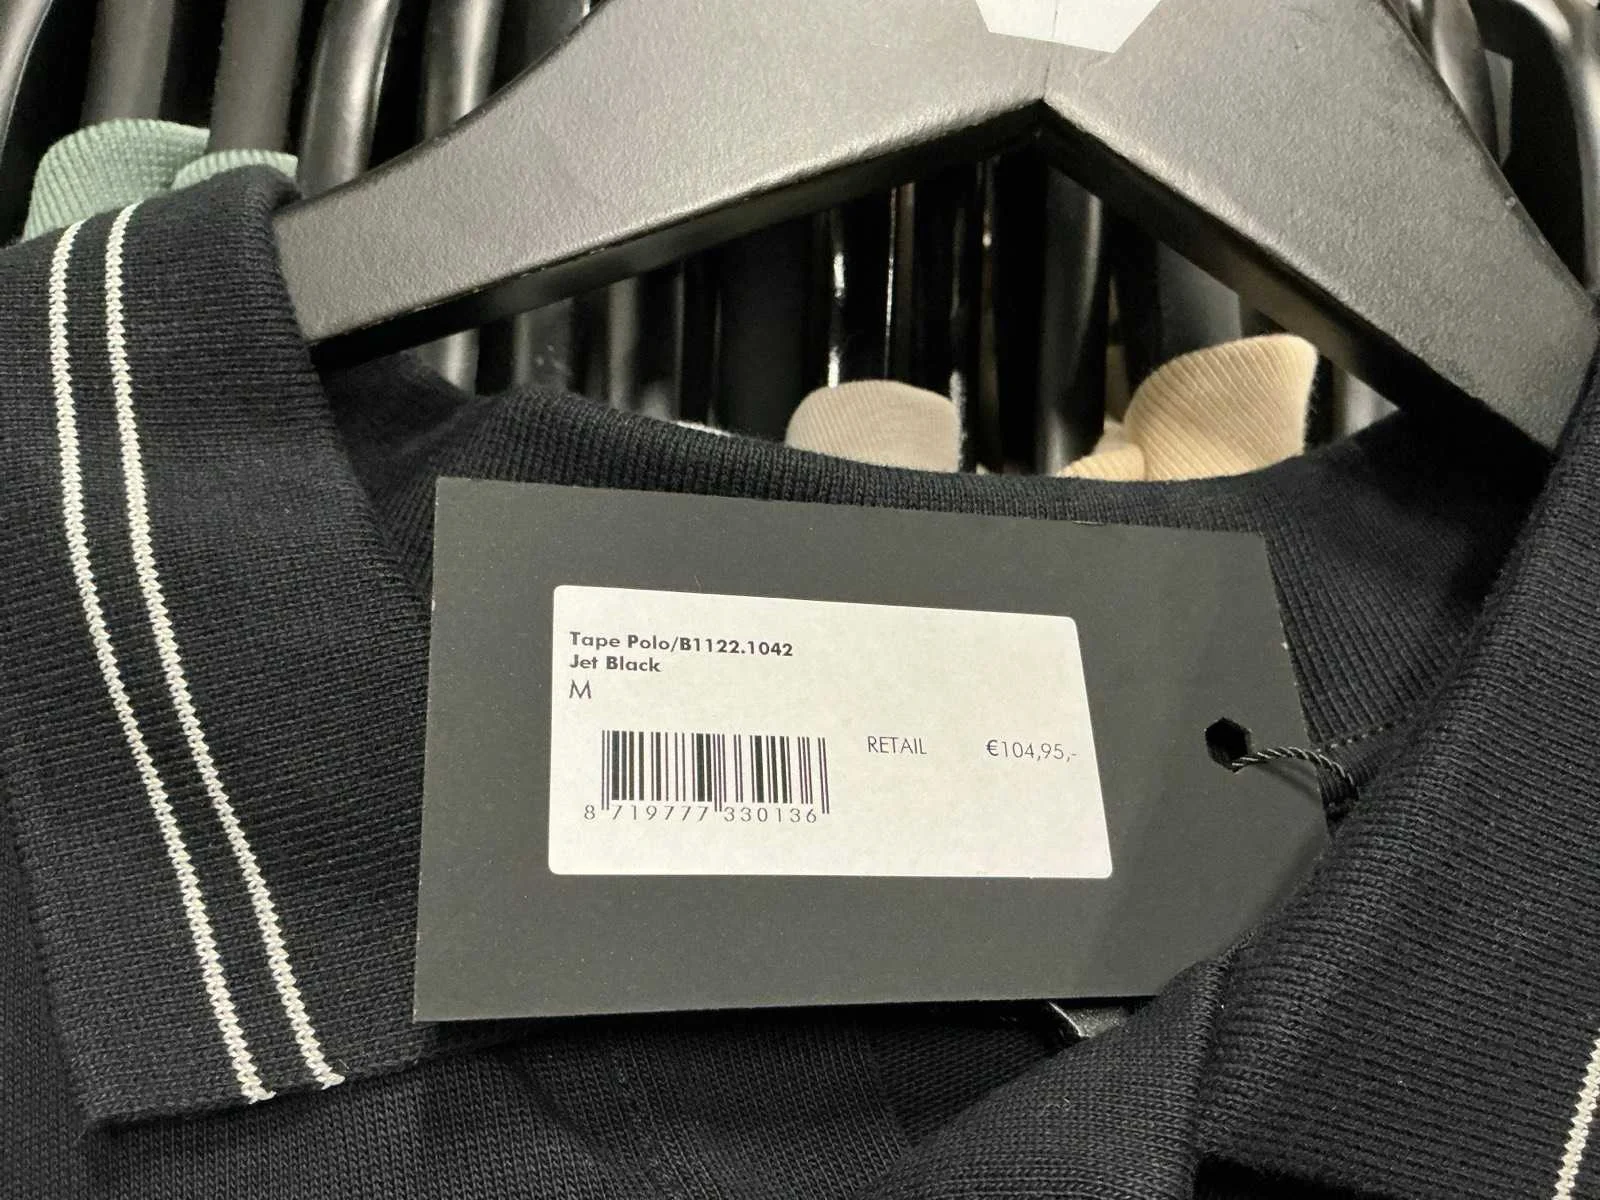 Tape Polo/B1122.1042
Jet Black
M
RETAIL €104,95,-
8 719777 330136